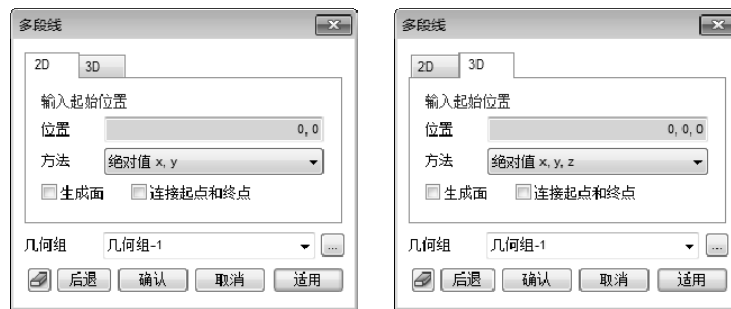 多段线
2D 3D
输入起始位置
位置 0, 0
方法 绝对值 x, y
生成面 连接起点和终点
几何组 几何组-1 ...
后退 确认 取消 适用
多段线
2D 3D
输入起始位置
位置 0, 0, 0
方法 绝对值 x, y, z
生成面 连接起点和终点
几何组 几何组-1 ...
后退 确认 取消 适用